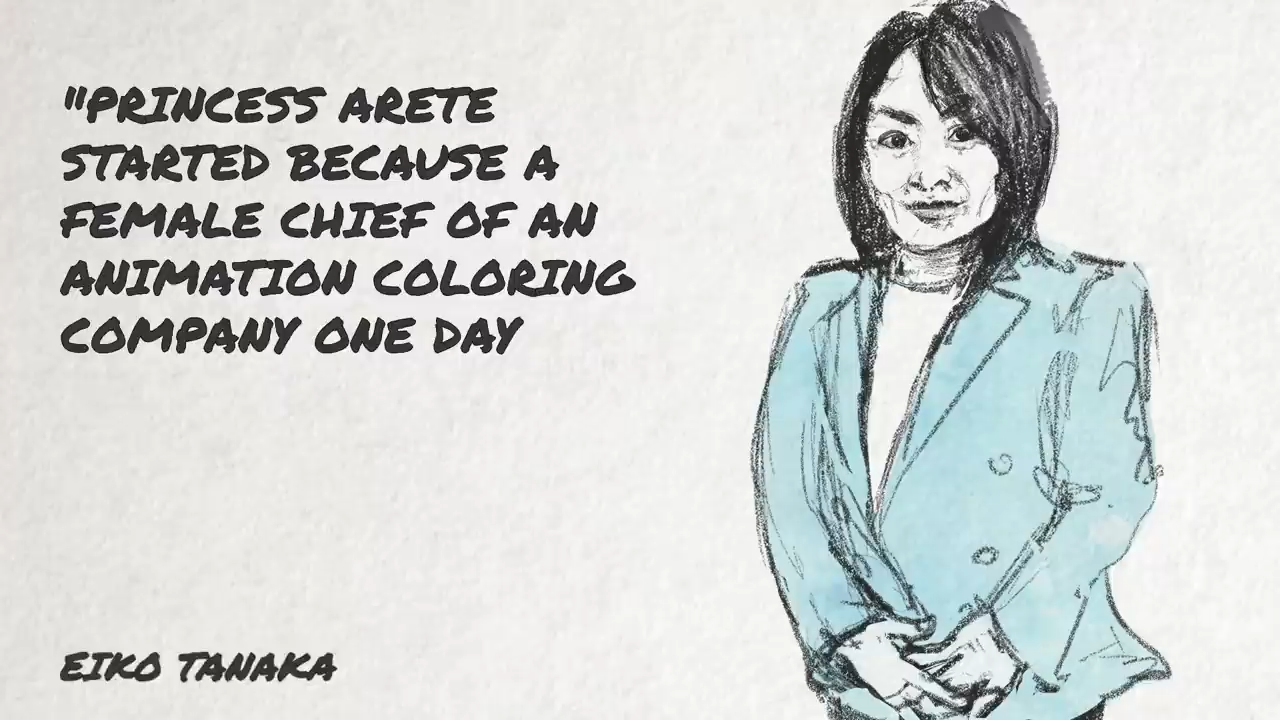 "PRINCESS ARETE
STARTED BECAUSE A
FEMALE CHIEF OF AN
ANIMATION COLORING
COMPANY ONE DAY
EIKO TANAKA